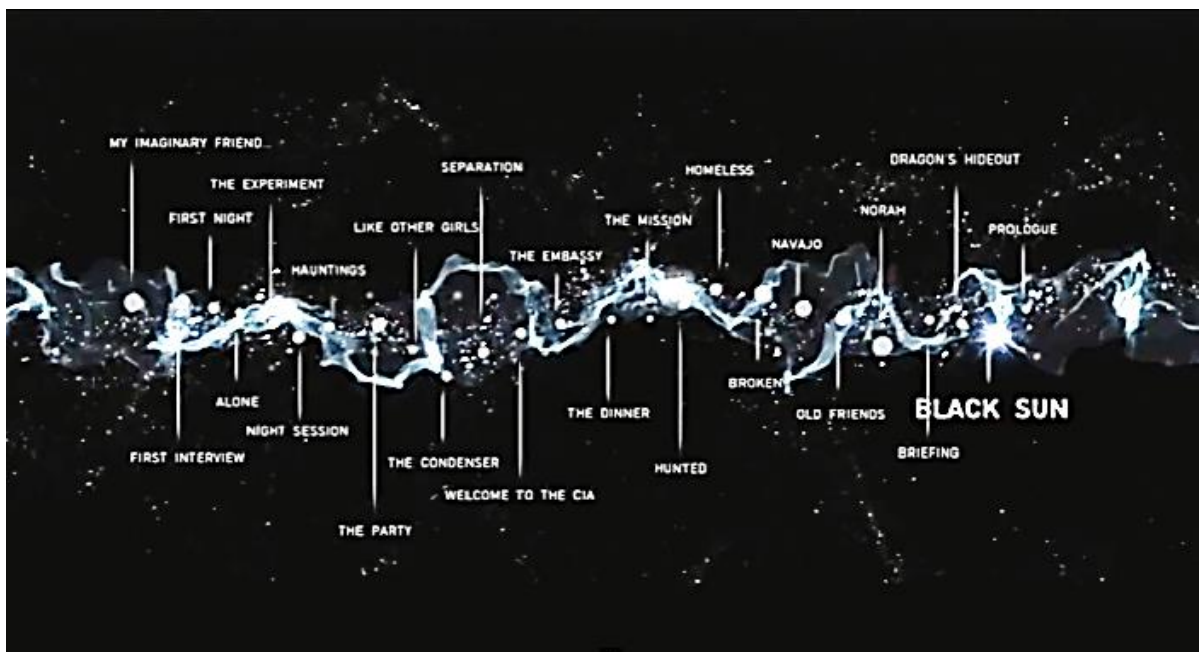 MY IMAGINARY FRIEND...
THE EXPERIMENT
FIRST NIGHT
HAUNTINGS
LIKE OTHER GIRLS
SEPARATION
THE EMBASSY
THE MISSION
HOMELESS
NAVAJO
NORAH
DRAGON'S HIDEOUT
PROLOGUE
FIRST INTERVIEW
ALONE
NIGHT SESSION
THE PARTY
THE CONDENSER
WELCOME TO THE CIA
THE DINNER
HUNTED
BROKEN
OLD FRIENDS
BRIEFING
BLACK SUN